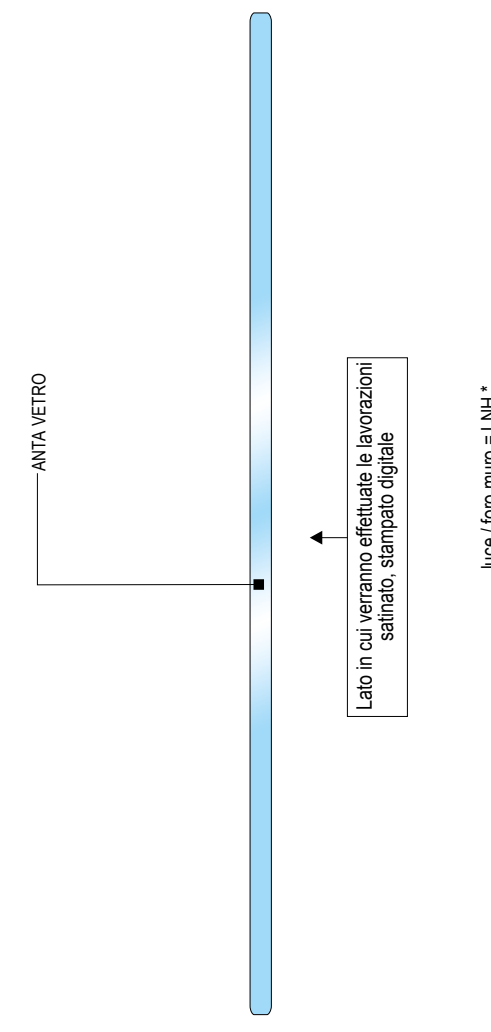 ANTA VETRO
Lato in cui verranno effettuate le lavorazioni
satinato, stampato digitale
luce / foro muro = LNH *